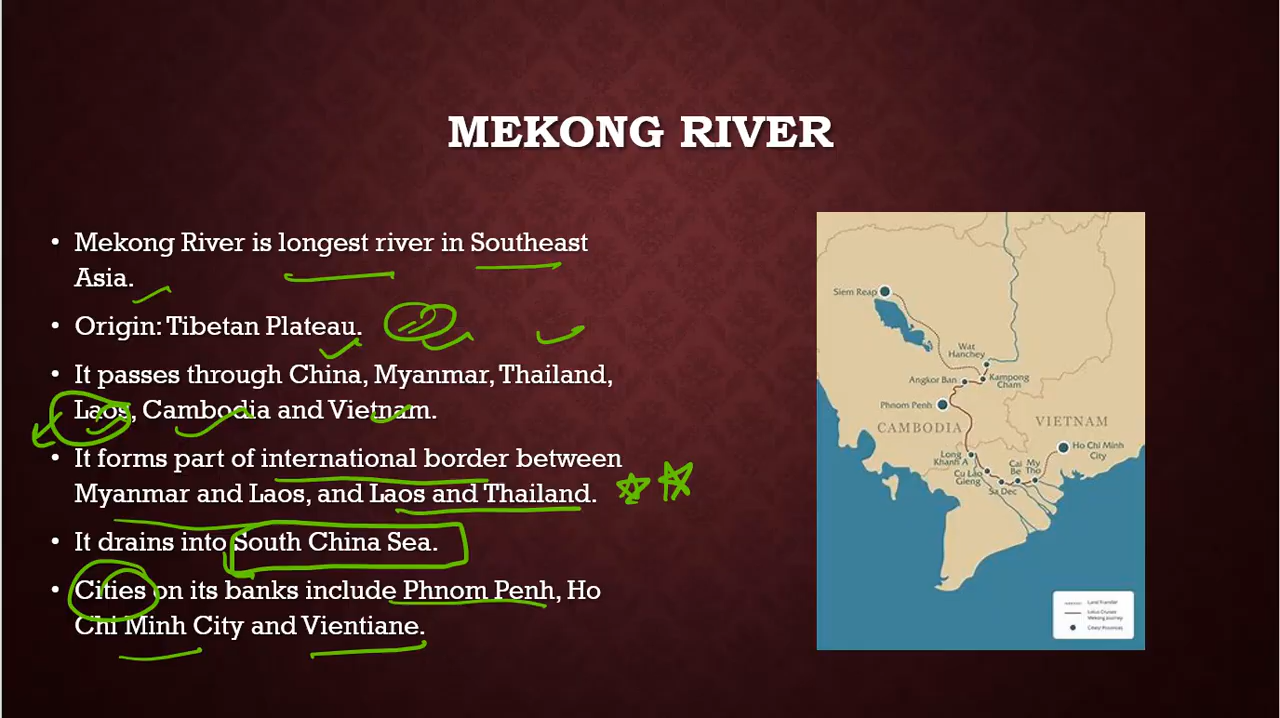 MEKONG RIVER
• Mekong River is longest river in Southeast
Asia.
• Origin: Tibetan Plateau.
• It passes through China, Myanmar, Thailand,
Laos, Cambodia and Vietnam.
• It forms part of international border between
Myanmar and Laos, and Laos and Thailand.
• It drains into South China Sea.
• Cities on its banks include Phnom Penh, Ho
Chi Minh City and Vientiane.
Siem Reap
Wat
Hanchey
Angkor Ban
Kampong
Cham
Phnom Penh
CAMBODIA
VIETNAM
Ho Chi Minh
City
Long
Khanh A
Cu Lao
Gieng
Cai
Be
My
Tho
Sa Dec
Land Transfer
Mekong Journey